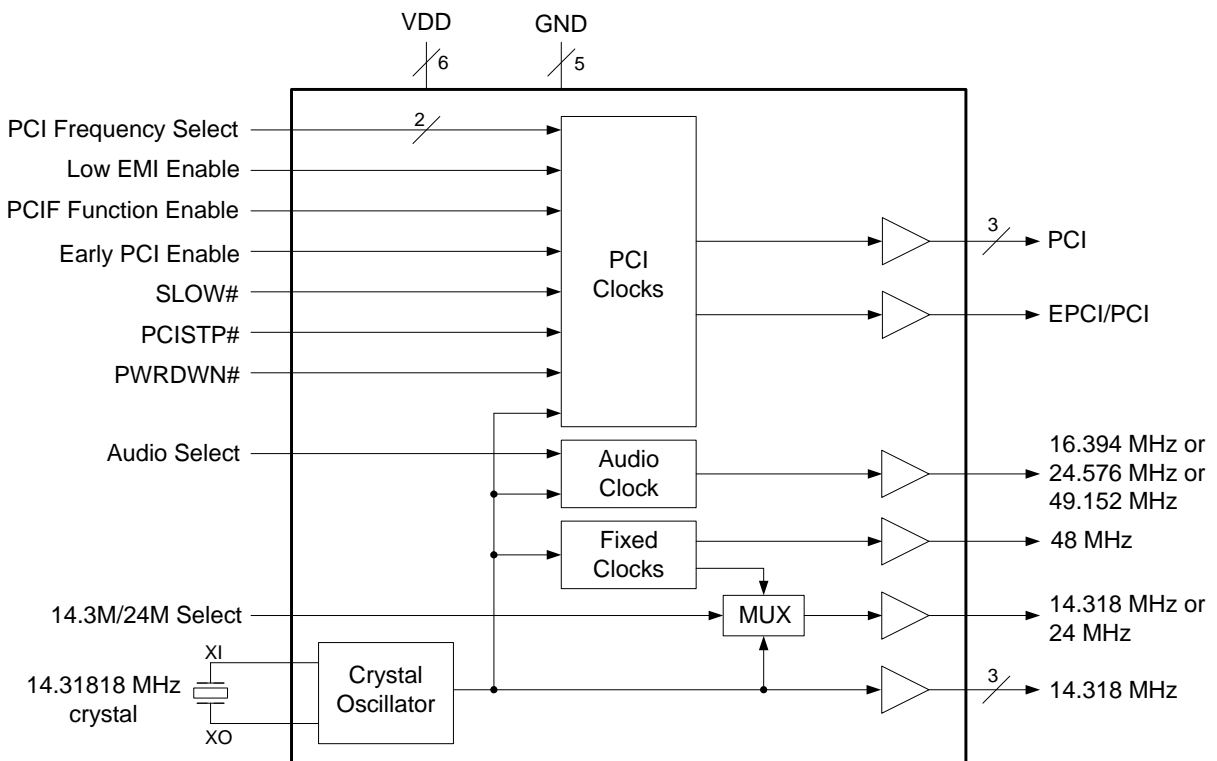 VDD
GND
6
5
PCI Frequency Select
2
Low EMI Enable
PCIF Function Enable
Early PCI Enable
SLOW#
PCISTP#
PWRDWN#
PCI
Clocks
3
PCI
EPCI/PCI
Audio Select
Audio
Clock
16.394 MHz or
24.576 MHz or
49.152 MHz
Fixed
Clocks
48 MHz
14.3M/24M Select
MUX
14.318 MHz or
24 MHz
XI
14.31818 MHz
crystal
XO
Crystal
Oscillator
3
14.318 MHz